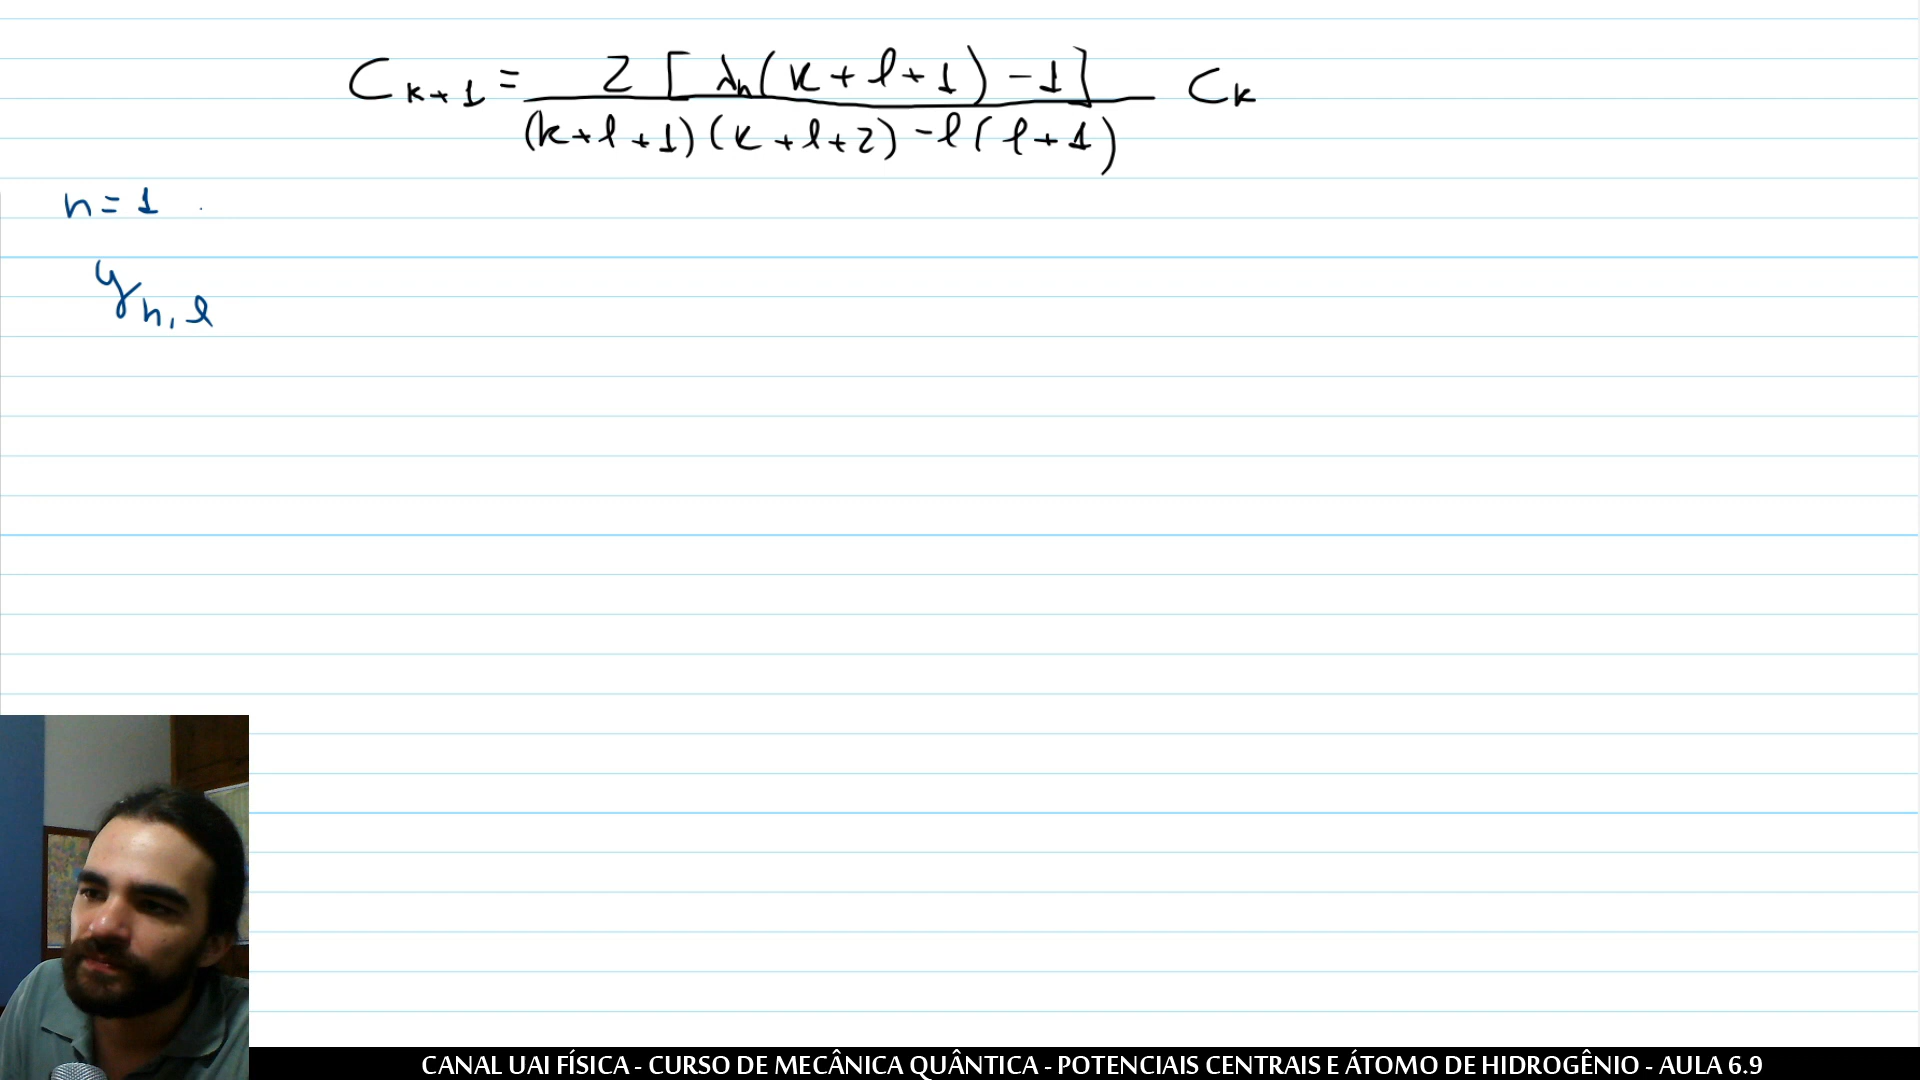 C_{k+1} = \frac{2 [ λ_n (k + l + 1) - 1 ]}{(k + l + 1)(k + l + 2) - l(l + 1)} C_k
n = 1
y_{n, l}
CANAL UAI FÍSICA - CURSO DE MECÂNICA QUÂNTICA - POTENCIAIS CENTRAIS E ÁTOMO DE HIDROGÊNIO - AULA 6.9